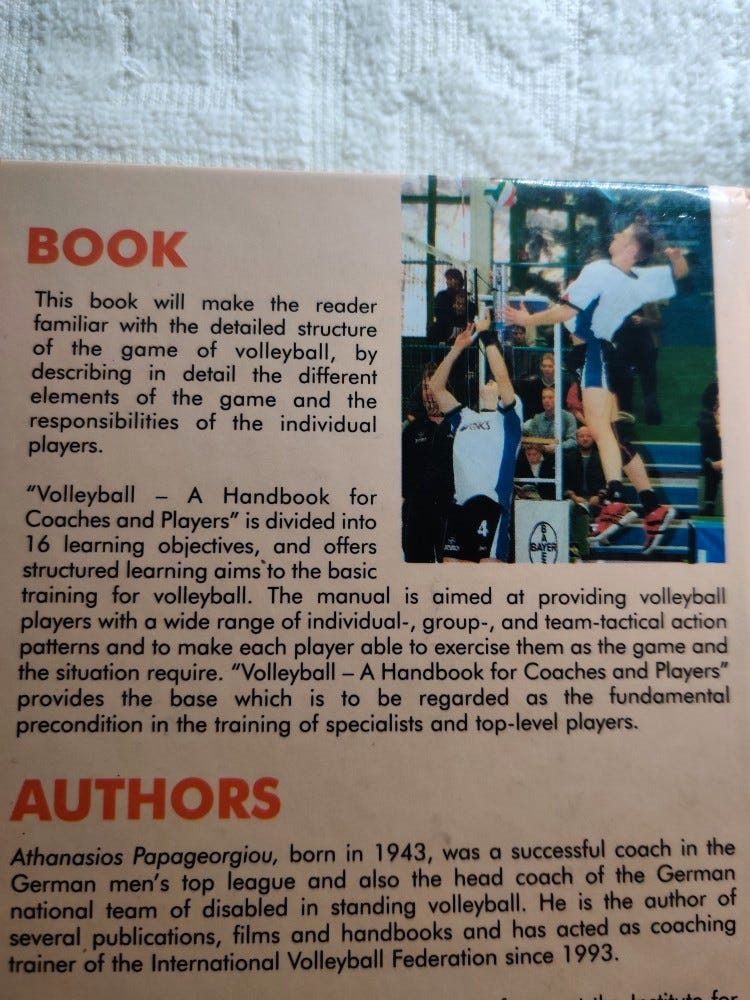 BOOK
This book will make the reader
familiar with the detailed structure
of the game of volleyball, by
describing in detail the different
elements of the game and the
responsibilities of the individual
players.
“Volleyball – A Handbook for
Coaches and Players” is divided into
16 learning objectives, and offers
structured learning aims to the basic
training for volleyball. The manual is aimed at providing volleyball
players with a wide range of individual-, group-, and team-tactical action
patterns and to make each player able to exercise them as the game and
the situation require. “Volleyball – A Handbook for Coaches and Players”
provides the base which is to be regarded as the fundamental
precondition in the training of specialists and top-level players.
4
BAYER
AUTHORS
Athanasios Papageorgiou, born in 1943, was a successful coach in the
German men’s top league and also the head coach of the German
national team of disabled in standing volleyball. He is the author of
several publications, films and handbooks and has acted as coaching
trainer of the International Volleyball Federation since 1993.
the Institute for